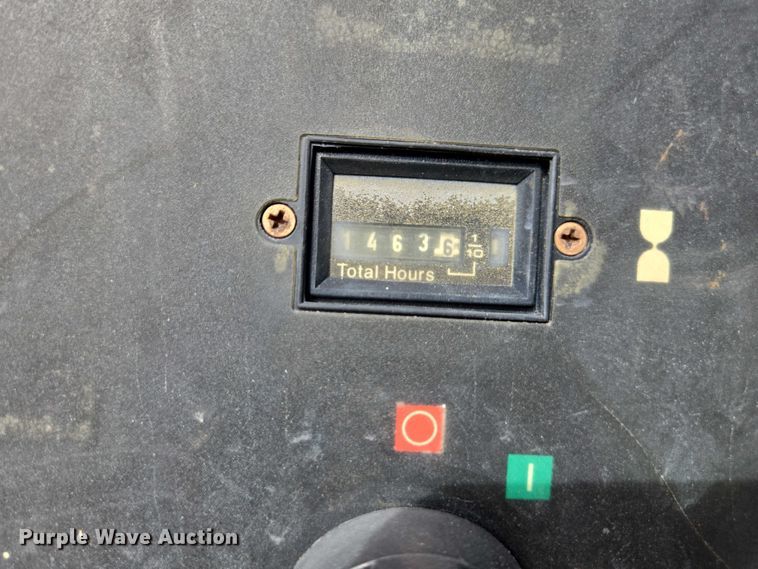 1 4 6 3 6 1/10
Total Hours
Purple Wave Auction